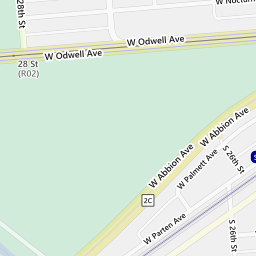 W Noctur
28th St
W Odwell Ave
W Odwell Ave
28 St
(R02)
W Abbion Ave
W Abbion Ave
S 26th St
W Palmett Ave
2C
W Parten Ave
S 26th St